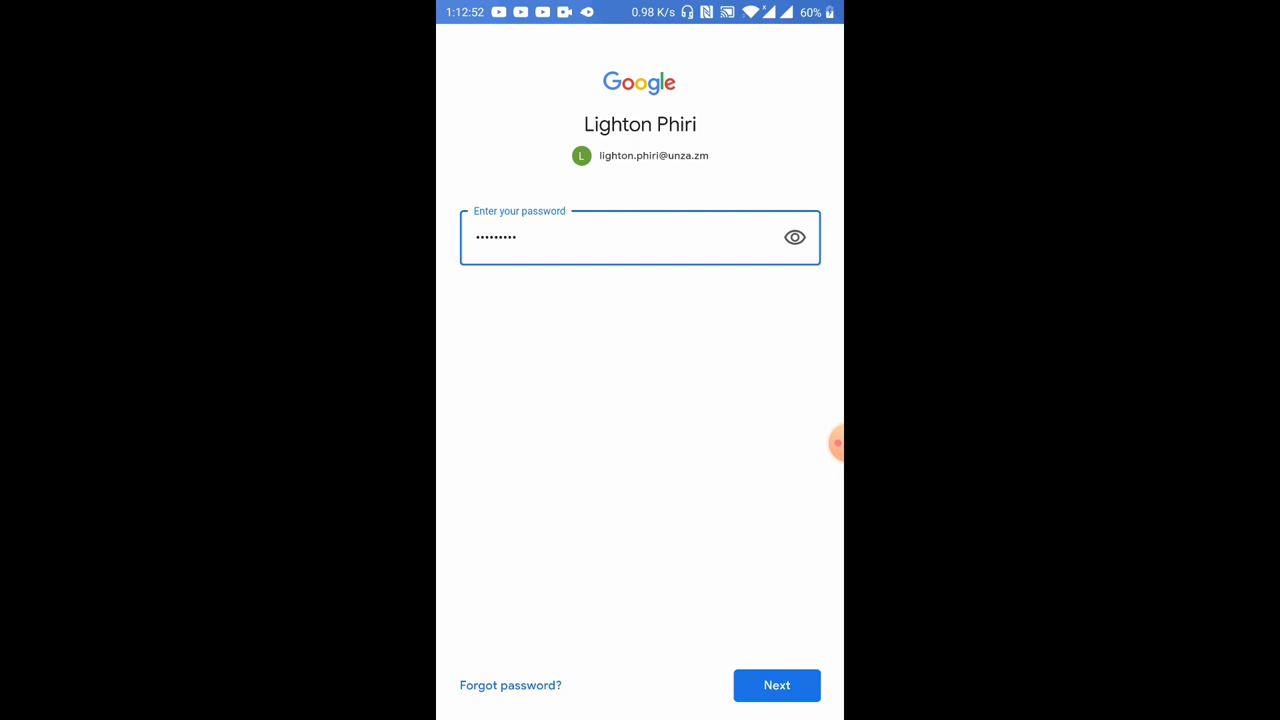 1:12:52 0.98 K/s 60%
Google
Lighton Phiri
L lighton.phiri@unza.zm
Enter your password
•••••••••
Forgot password? Next